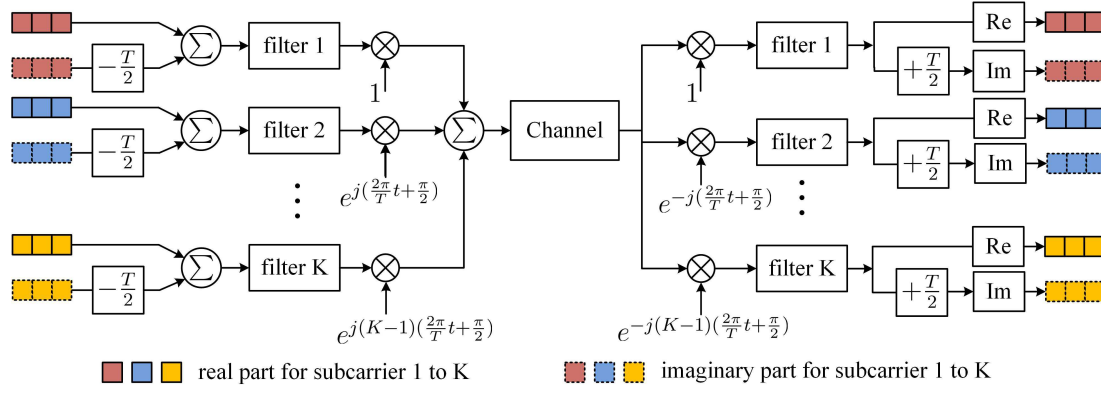 ∑ filter 1 ⊗ 1
−T/2
∑ filter 2 ⊗ e^{j(2π/T t+π/2)}
−T/2
⋮
∑ filter K ⊗ e^{j(K−1)(2π/T t+π/2)}
−T/2
∑
Channel
⊗ 1 filter 1 Re
+T/2 Im
⊗ e^{−j(2π/T t+π/2)} filter 2 Re
+T/2 Im
⋮
⊗ e^{−j(K−1)(2π/T t+π/2)} filter K Re
+T/2 Im
real part for subcarrier 1 to K
imaginary part for subcarrier 1 to K